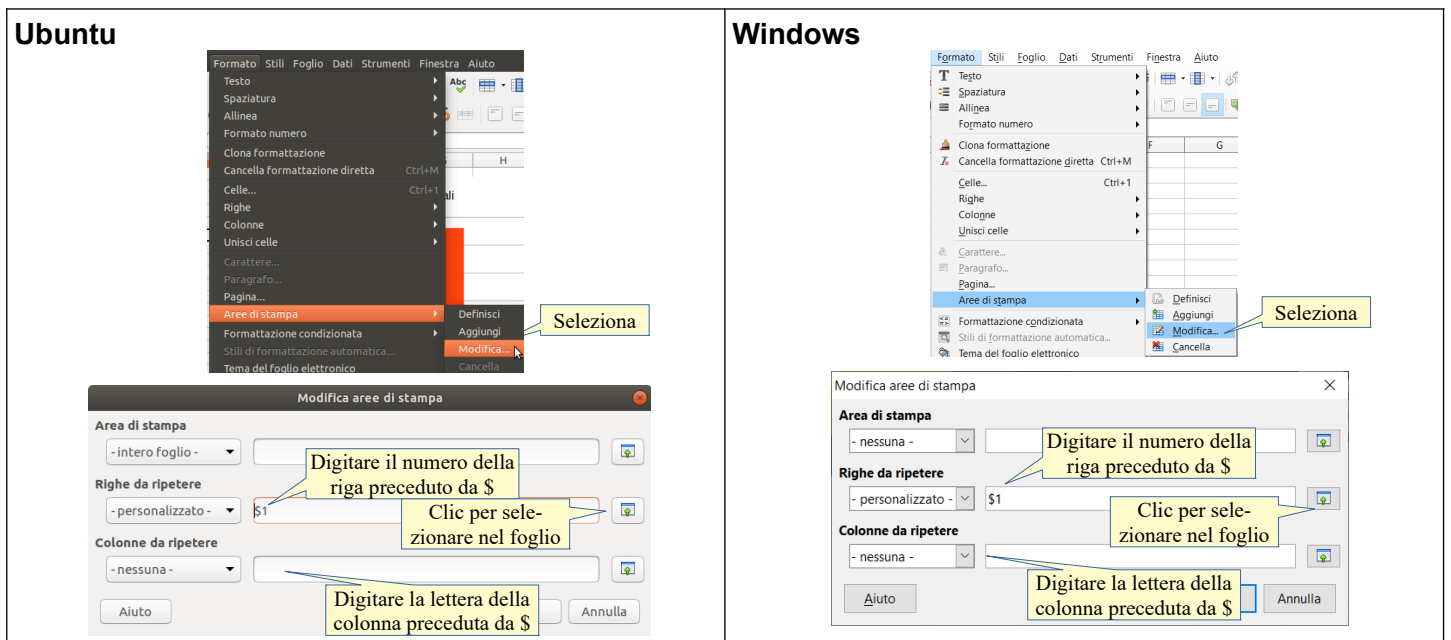 Ubuntu
Formato Stili Foglio Dati Strumenti Finestra Aiuto
Testo
Spaziatura
Allinea
Formato numero
Clona formattazione
Cancella formattazione diretta Ctrl+M
Celle... Ctrl+1
Righe
Colonne
Unisci celle
Carattere...
Paragrafo...
Pagina...
Aree di stampa
Formattazione condizionata
Stili di formattazione automatica...
Tema del foglio elettronico
Abc
H
ali
Definisci
Aggiungi
Modifica...
Cancella
Seleziona
Modifica aree di stampa
Area di stampa
- intero foglio -
Digitare il numero della
riga preceduto da $
Righe da ripetere
- personalizzato - $1
Clic per sele-
zionare nel foglio
Colonne da ripetere
- nessuna -
Digitare la lettera della
colonna preceduta da $
Aiuto Annulla
Windows
Formato Stili Foglio Dati Strumenti Finestra Aiuto
Testo
Spaziatura
Allinea
Formato numero
Clona formattazione
Cancella formattazione diretta Ctrl+M
Celle... Ctrl+1
Righe
Colonne
Unisci celle
Carattere...
Paragrafo...
Pagina...
Aree di stampa
Formattazione condizionata
Stili di formattazione automatica...
Tema del foglio elettronico
F G
Definisci
Aggiungi
Modifica...
Cancella
Seleziona
Modifica aree di stampa
Area di stampa
- nessuna -
Digitare il numero della
riga preceduto da $
Righe da ripetere
- personalizzato - $1
Clic per sele-
zionare nel foglio
Colonne da ripetere
- nessuna -
Digitare la lettera della
colonna preceduta da $
Aiuto Annulla